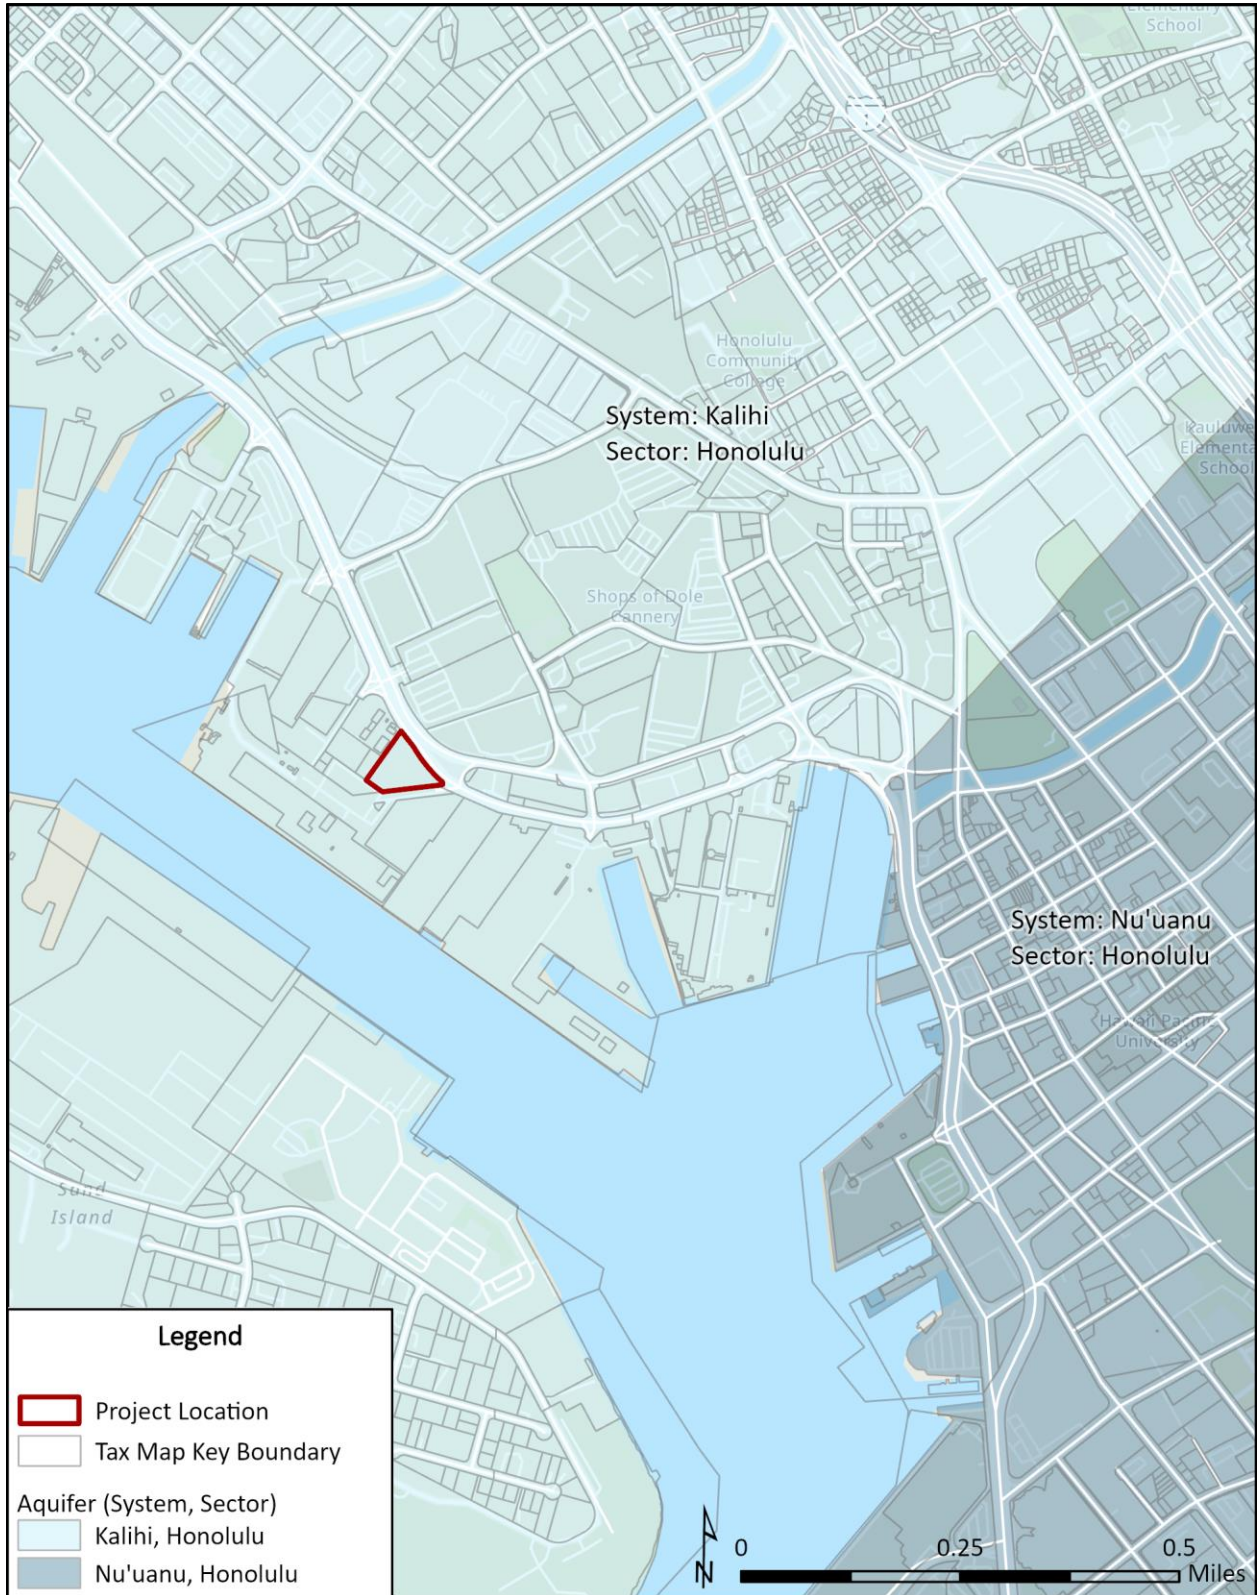 Elementary
School
Honolulu
Community
College
System: Kalihi
Sector: Honolulu
Kauluwe
Elementa
School
Shops of Dole
Cannery
System: Nu'uanu
Sector: Honolulu
Hawaii Pacific
University
Sand
Island
Legend
Project Location
Tax Map Key Boundary
Aquifer (System, Sector)
Kalihi, Honolulu
Nu'uanu, Honolulu
N
0 0.25 0.5
Miles